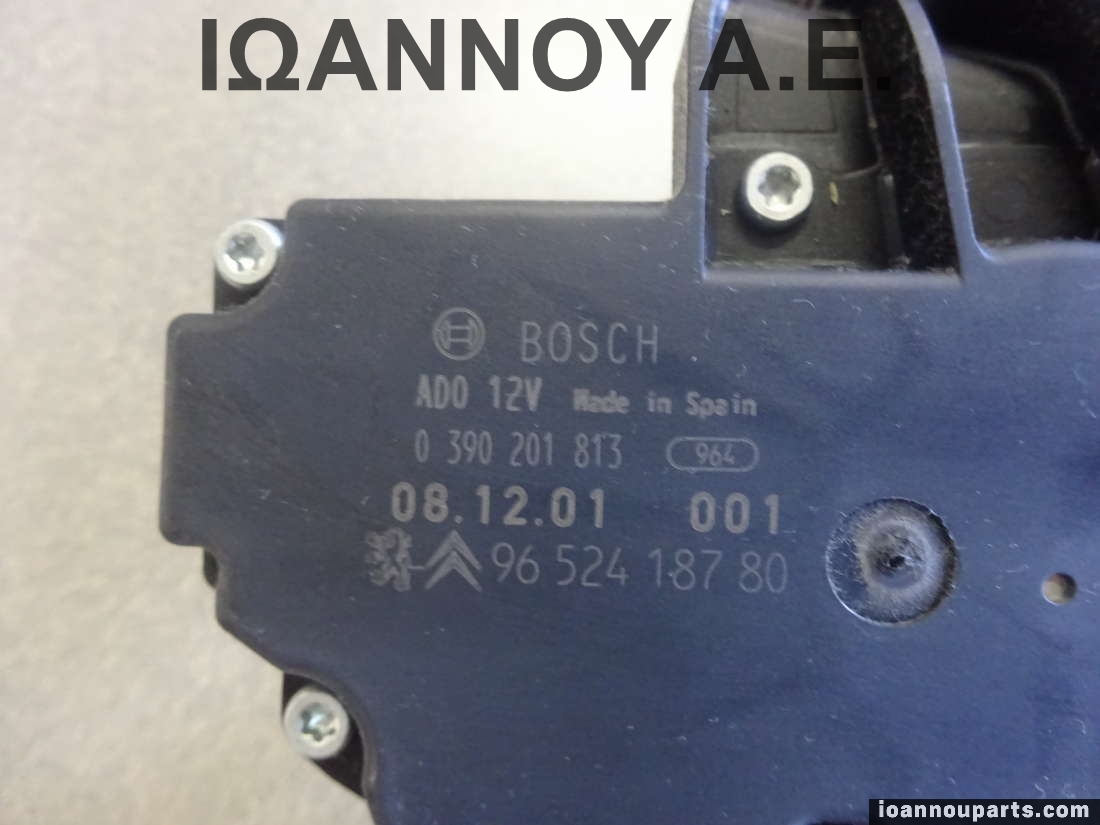 ΙΩΑΝΝΟΥ Α.Ε.
BOSCH
AD0 12V Made in Spain
0 390 201 813 964
08.12.01 001
96 524 187 80
ioannouparts.com